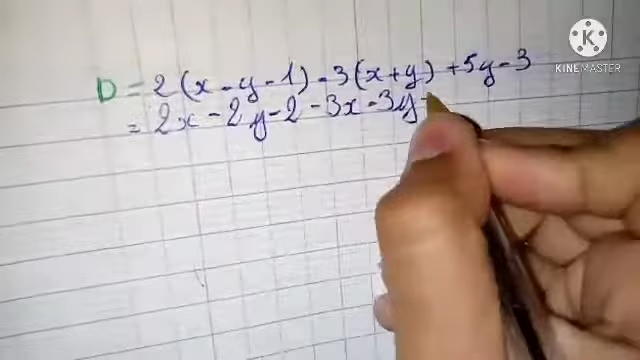 D = 2(x - y - 1) - 3(x + y) + 5y - 3
= 2x - 2y - 2 - 3x - 3y
KINEMASTER